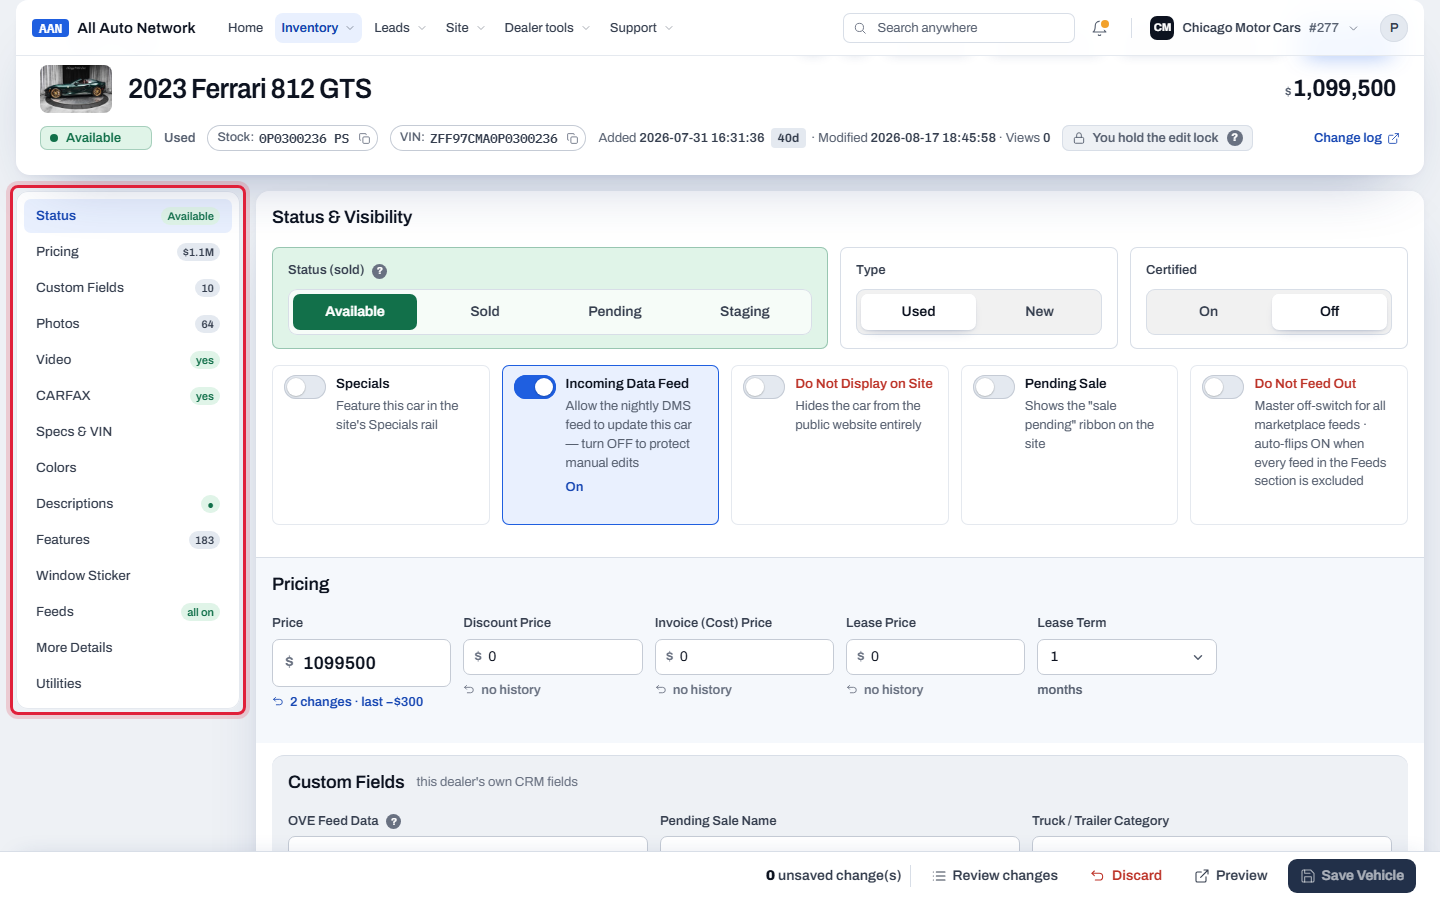 AAN All Auto Network Home Inventory Leads Site Dealer tools Support Search anywhere CM Chicago Motor Cars #277 P
2023 Ferrari 812 GTS $1,099,500
Available Used Stock: 0P0300236 PS VIN: ZFF97CMA0P0300236 Added 2026-07-31 16:31:36 40d · Modified 2026-08-17 18:45:58 · Views 0 You hold the edit lock ? Change log
Status Available
Pricing $1.1M
Custom Fields 10
Photos 64
Video yes
CARFAX yes
Specs & VIN
Colors
Descriptions
Features 183
Window Sticker
Feeds all on
More Details
Utilities
Status & Visibility
Status (sold) ?
Available Sold Pending Staging
Type
Used New
Certified
On Off
Specials
Feature this car in the
site's Specials rail
Incoming Data Feed
Allow the nightly DMS
feed to update this car
— turn OFF to protect
manual edits
On
Do Not Display on Site
Hides the car from the
public website entirely
Pending Sale
Shows the "sale
pending" ribbon on the
site
Do Not Feed Out
Master off-switch for all
marketplace feeds ·
auto-flips ON when
every feed in the Feeds
section is excluded
Pricing
Price Discount Price Invoice (Cost) Price Lease Price Lease Term
$ 1099500 $ 0 $ 0 $ 0 1
2 changes · last −$300 no history no history no history months
Custom Fields this dealer's own CRM fields
OVE Feed Data ? Pending Sale Name Truck / Trailer Category
0 unsaved change(s) Review changes Discard Preview Save Vehicle